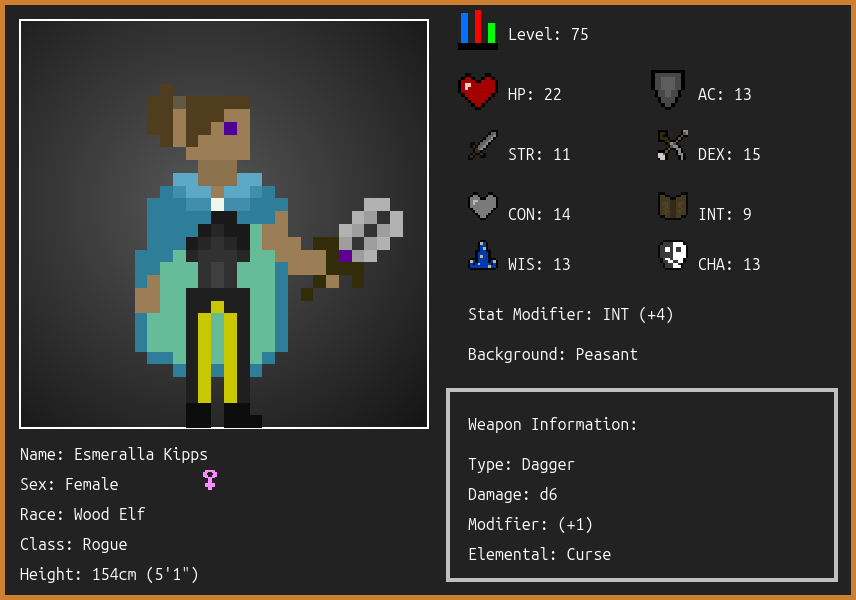 Level: 75
HP: 22
AC: 13
STR: 11
DEX: 15
CON: 14
INT: 9
WIS: 13
CHA: 13
Stat Modifier: INT (+4)
Background: Peasant
Weapon Information:
Type: Dagger
Damage: d6
Modifier: (+1)
Elemental: Curse
Name: Esmeralla Kipps
Sex: Female
Race: Wood Elf
Class: Rogue
Height: 154cm (5'1")